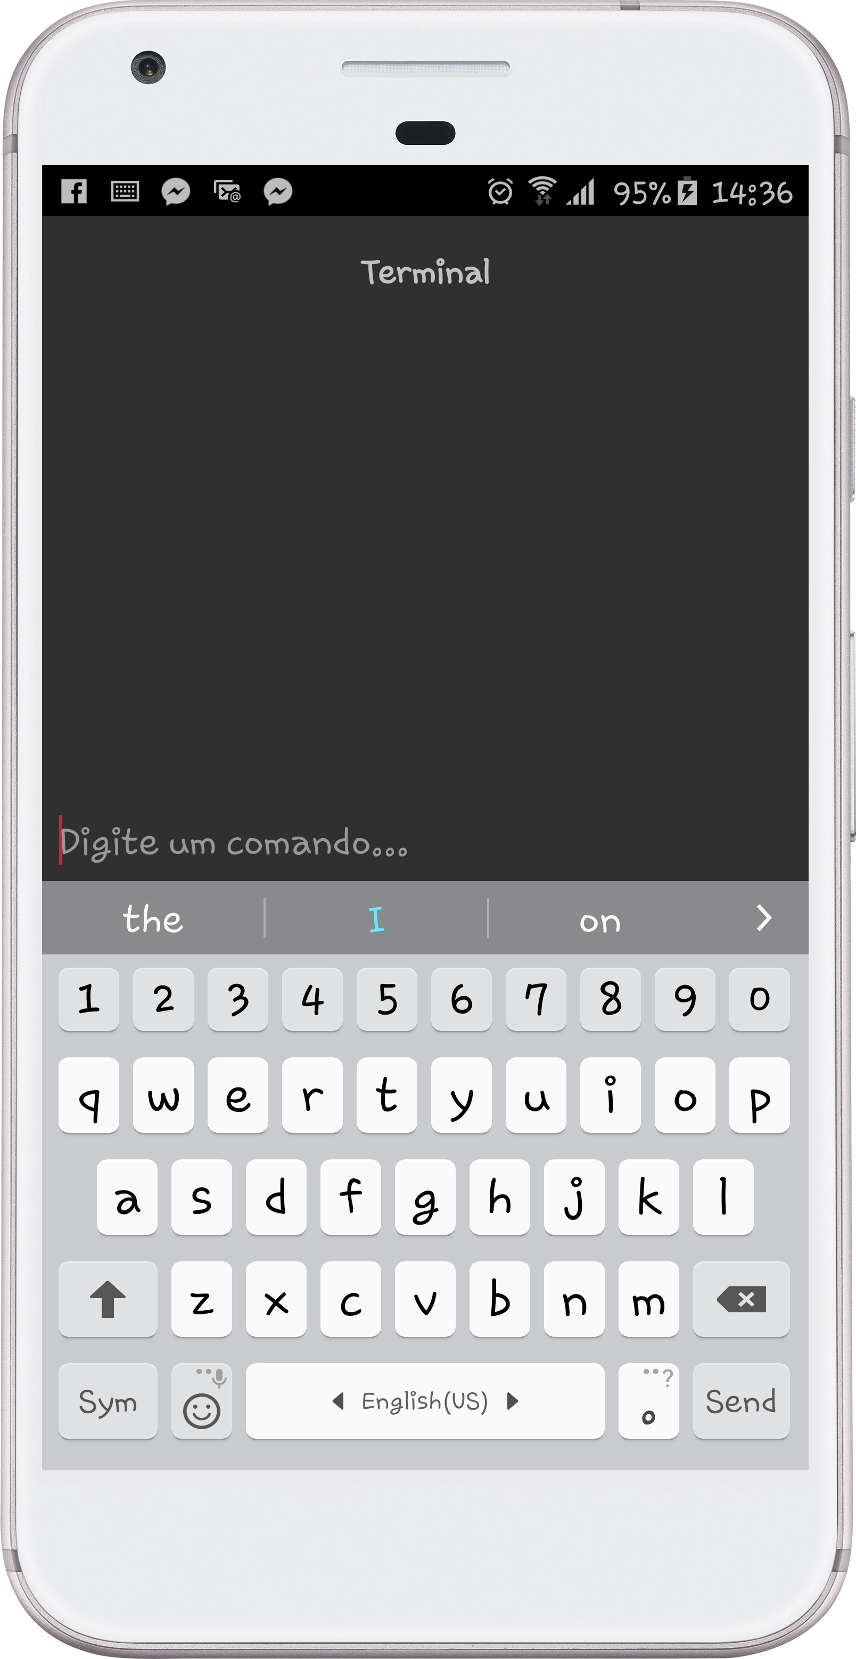 95% 14:36
Terminal
Digite um comando...
the I on
1 2 3 4 5 6 7 8 9 0
q w e r t y u i o p
a s d f g h j k l
z x c v b n m
Sym English(US) . ? Send